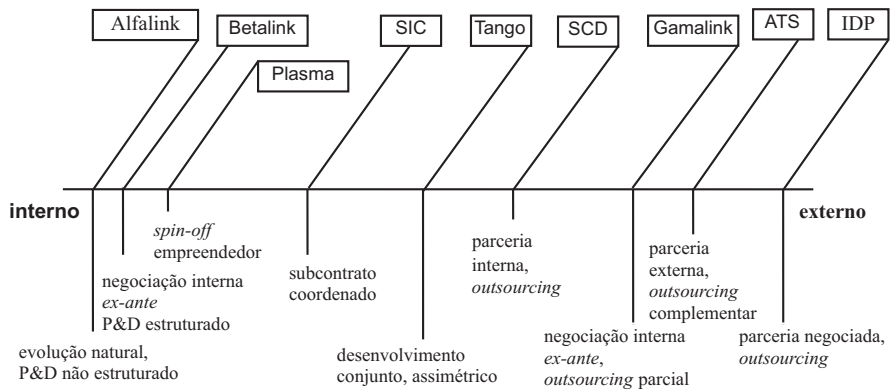 Alfalink
Betalink
Plasma
SIC
Tango
SCD
Gamalink
ATS
IDP
interno
externo
evolução natural,
P&D não estruturado
negociação interna
ex-ante
P&D estruturado
spin-off
empreendedor
subcontrato
coordenado
desenvolvimento
conjunto, assimétrico
parceria
interna,
outsourcing
negociação interna
ex-ante,
outsourcing parcial
parceria
externa,
outsourcing
complementar
parceria negociada,
outsourcing